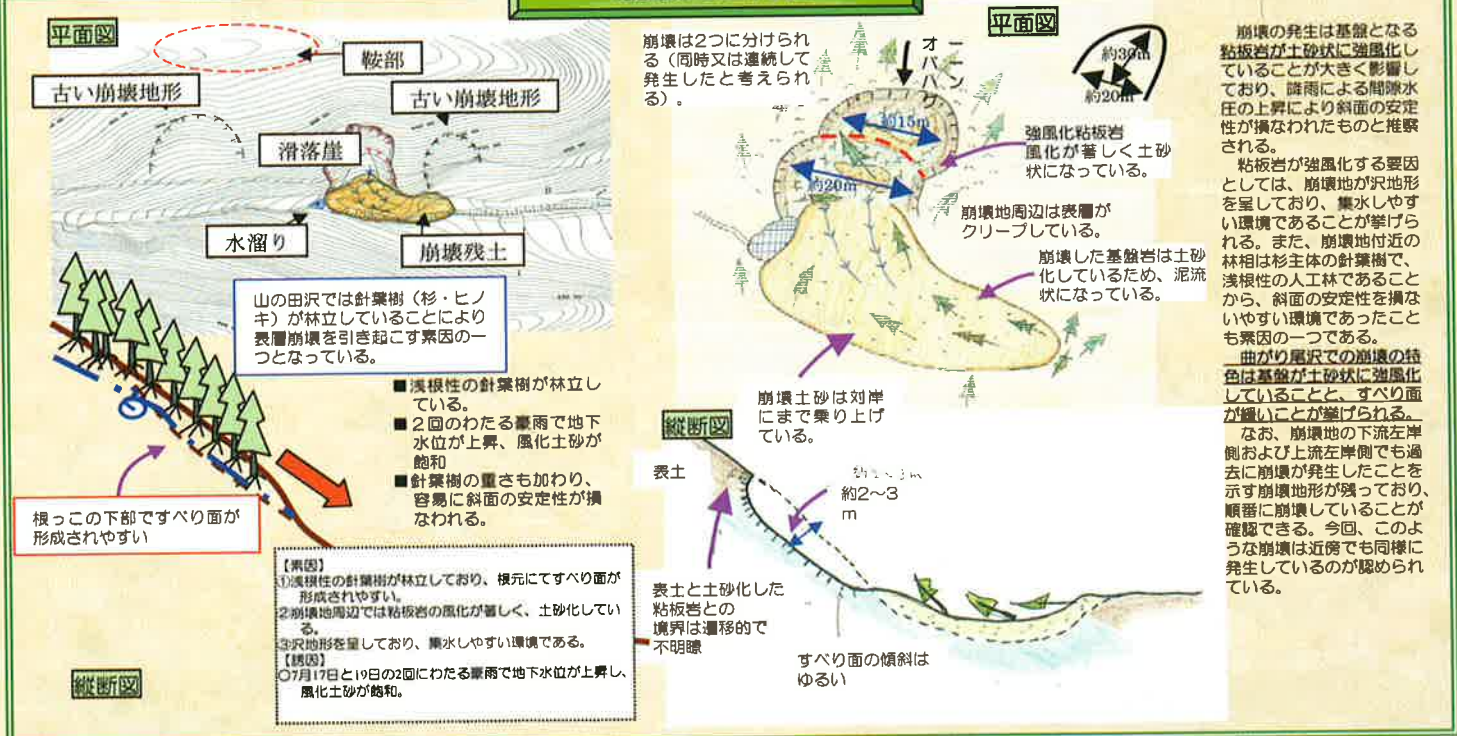 平面図
鞍部
古い崩壊地形
古い崩壊地形
滑落崖
水溜り
崩壊残土
山の田沢では針葉樹（杉・ヒノ
キ）が林立していることにより
表層崩壊を引き起こす素因の一
つとなっている。
■浅根性の針葉樹が林立し
ている。
■２回のわたる豪雨で地下
水位が上昇、風化土砂が
飽和
■針葉樹の重さも加わり、
容易に斜面の安定性が損
なわれる。
根っこの下部ですべり面が
形成されやすい
【素因】
①浅根性の針葉樹が林立しており、根元にてすべり面が
形成されやすい。
②崩壊地周辺では粘板岩の風化が著しく、土砂化してい
る。
③沢地形を呈しており、集水しやすい環境である。
【誘因】
〇7月17日と19日の2回にわたる豪雨で地下水位が上昇し、
風化土砂が飽和。
縦断図
平面図
崩壊は2つに分けられ
る（同時又は連続して
発生したと考えられ
る）。
オバハグ
ーーン
約30m
約20m
約15m
約20m
強風化粘板岩
風化が著しく土砂
状になっている。
崩壊地周辺は表層が
クリープしている。
崩壊した基盤岩は土砂
化しているため、泥流
状になっている。
崩壊土砂は対岸
にまで乗り上げ
ている。
縦断図
表土
約2～3
m
表土と土砂化した
粘板岩との
境界は遷移的で
不明瞭
すべり面の傾斜は
ゆるい
崩壊の発生は基盤となる
粘板岩が土砂状に強風化し
ていることが大きく影響し
ており、降雨による間隙水
圧の上昇により斜面の安定
性が損なわれたものと推察
される。
粘板岩が強風化する要因
としては、崩壊地が沢地形
を呈しており、集水しやす
い環境であることが挙げら
れる。また、崩壊地付近の
林相は杉主体の針葉樹で、
浅根性の人工林であること
から、斜面の安定性を損な
いやすい環境であったこと
も素因の一つである。
曲がり尾沢での崩壊の特
色は基盤が土砂状に強風化
していることと、すべり面
が緩いことが挙げられる。
なお、崩壊地の下流左岸
側および上流左岸側でも過
去に崩壊が発生したことを
示す崩壊地形が残っており、
順番に崩壊していることが
確認できる。今回、このよ
うな崩壊は近傍でも同様に
発生しているのが認められ
ている。